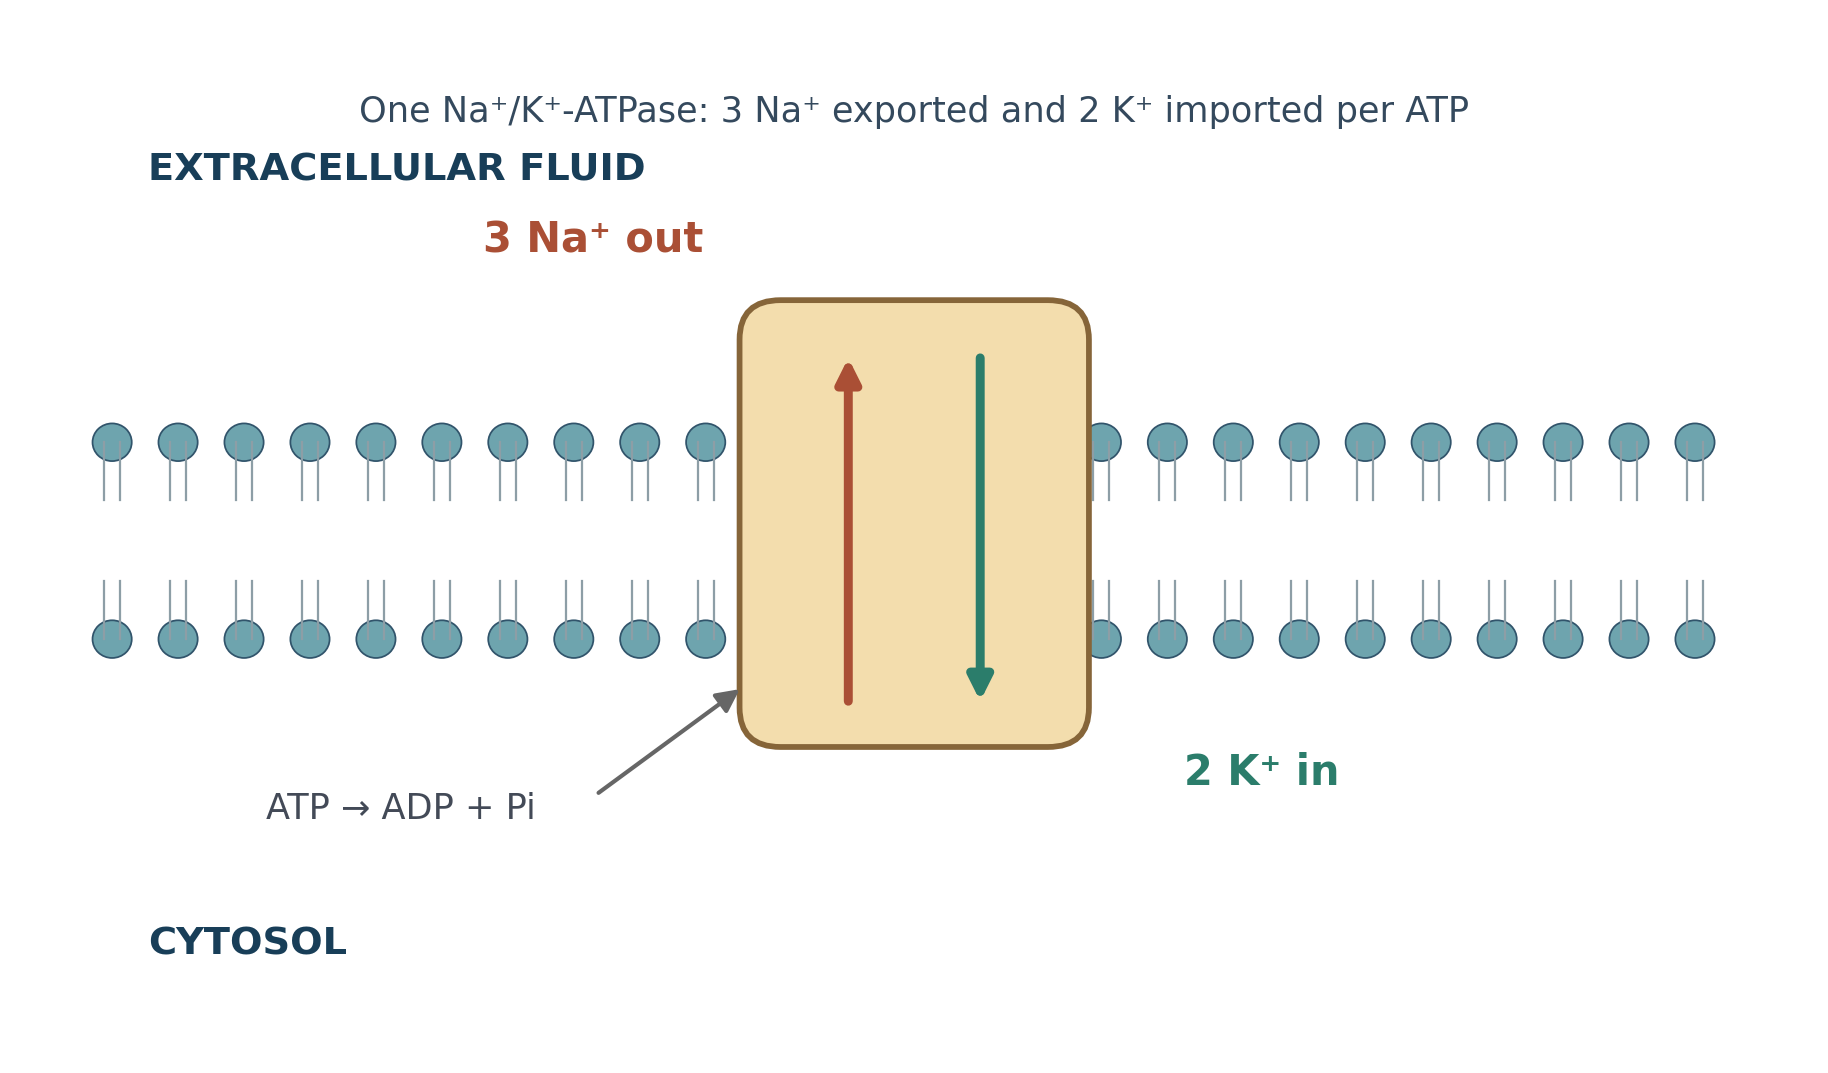 One Na⁺/K⁺-ATPase: 3 Na⁺ exported and 2 K⁺ imported per ATP
EXTRACELLULAR FLUID
3 Na⁺ out
2 K⁺ in
ATP → ADP + Pi
CYTOSOL